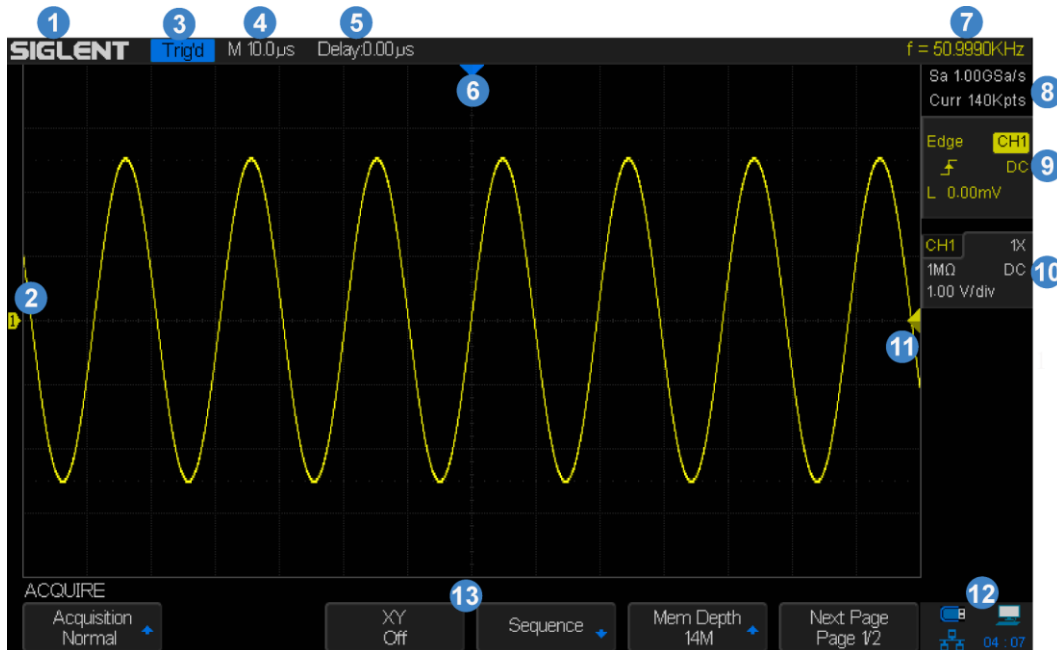 1 3 4 5 7
SIGLENT Trig'd M 10.0µs Delay:0.00µs f = 50.9990KHz
6
Sa 1.00GSa/s
Curr 140Kpts
8
Edge CH1
DC
9
L 0.00mV
CH1 1X
1MΩ DC
10
1.00 V/div
2
1
11
ACQUIRE
13
12
Acquisition
Normal
XY
Off
Sequence
Mem Depth
14M
Next Page
Page 1/2
04 : 07